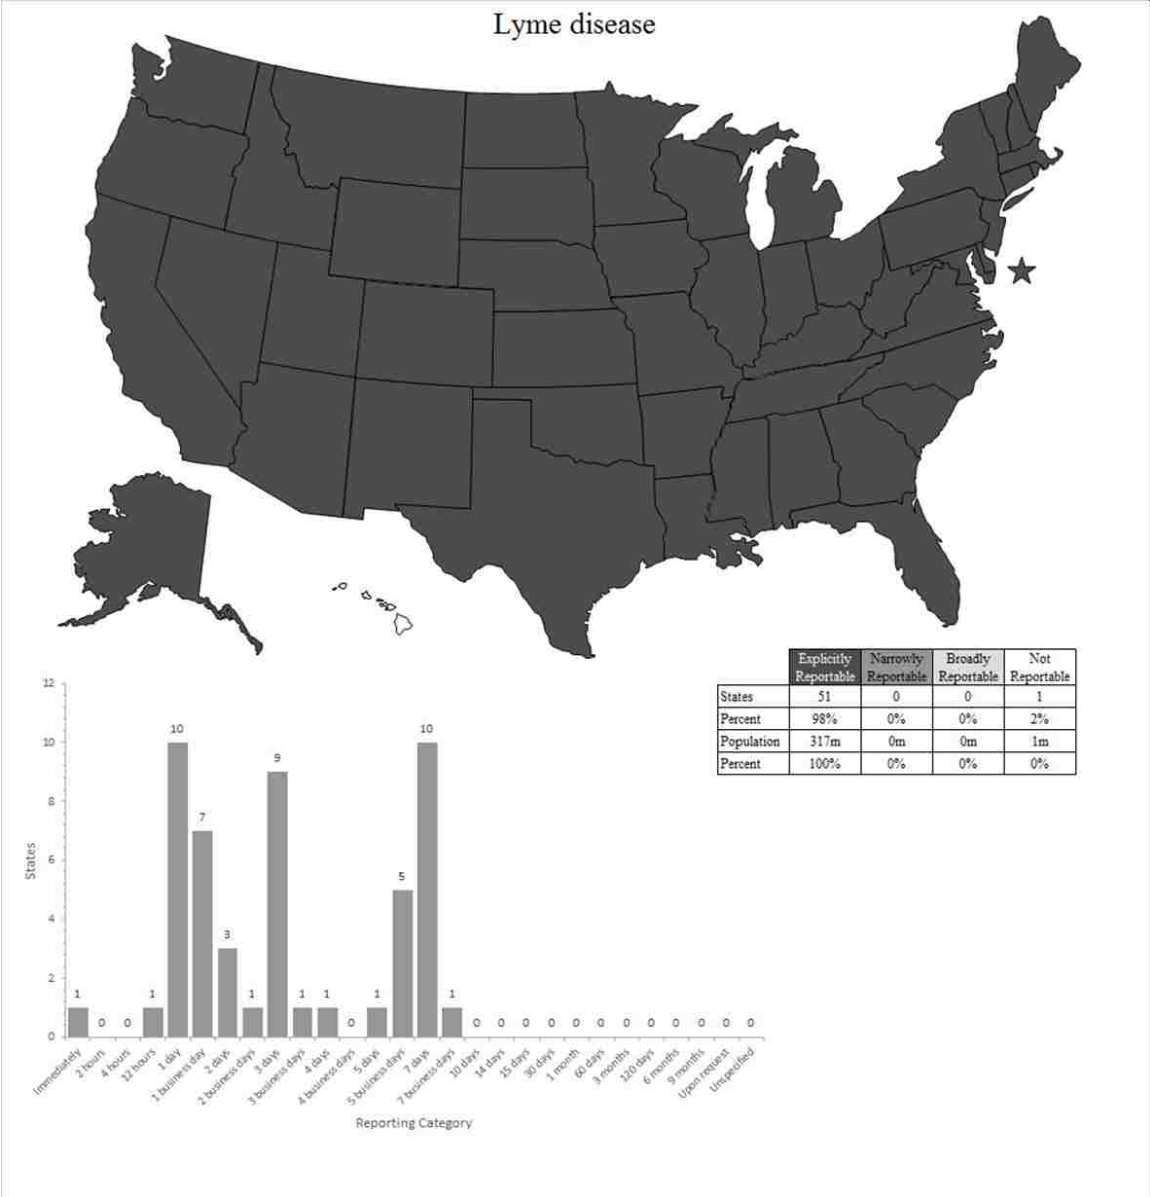 Lyme disease
Explicitly Reportable Narrowly Reportable Broadly Reportable Not Reportable
States 51 0 0 1
Percent 98% 0% 0% 2%
Population 317m 0m 0m 1m
Percent 100% 0% 0% 0%
12
10
8
6
4
2
0
States
1 0 0 1 10 7 3 1 9 1 1 0 1 5 10 1 0 0 0 0 0 0 0 0 0 0 0 0
Immediately
2 hours
4 hours
12 hours
1 day
1 business day
2 days
2 business days
3 days
3 business days
4 days
4 business days
5 days
5 business days
7 days
7 business days
10 days
14 days
15 days
30 days
1 month
60 days
3 months
120 days
6 months
9 months
Upon request
Unspecified
Reporting Category